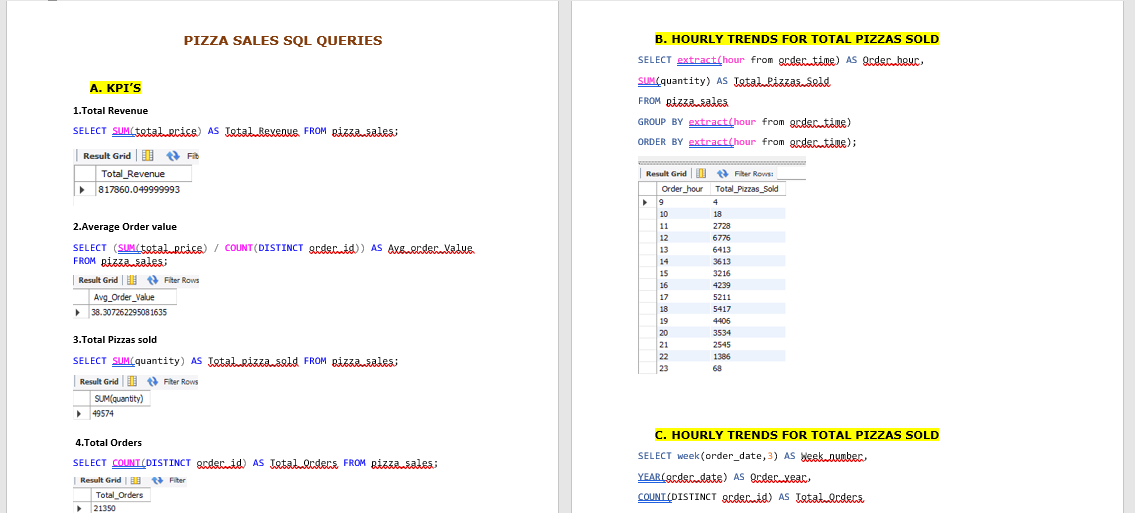 PIZZA SALES SQL QUERIES
A. KPI’S
1.Total Revenue
SELECT SUM(total_price) AS Total_Revenue FROM pizza_sales;
Result Grid Filt
Total_Revenue
817860.049999993
2.Average Order value
SELECT (SUM(total_price) / COUNT(DISTINCT order_id)) AS Avg_order_Value
FROM pizza_sales;
Result Grid Filter Rows
Avg_Order_Value
38.307262295081635
3.Total Pizzas sold
SELECT SUM(quantity) AS Total_pizza_sold FROM pizza_sales;
Result Grid Filter Rows
SUM(quantity)
49574
4.Total Orders
SELECT COUNT(DISTINCT order_id) AS Total_Orders FROM pizza_sales;
Result Grid Filter
Total_Orders
21350
B. HOURLY TRENDS FOR TOTAL PIZZAS SOLD
SELECT extract(hour from order_time) AS Order_hour,
SUM(quantity) AS Total_Pizzas_Sold
FROM pizza_sales
GROUP BY extract(hour from order_time)
ORDER BY extract(hour from order_time);
Result Grid Filter Rows:
Order_hour Total_Pizzas_Sold
9 4
10 18
11 2728
12 6776
13 6413
14 3613
15 3216
16 4239
17 5211
18 5417
19 4406
20 3534
21 2545
22 1386
23 68
C. HOURLY TRENDS FOR TOTAL PIZZAS SOLD
SELECT week(order_date,3) AS Week_number,
YEAR(order_date) AS Order_year,
COUNT(DISTINCT order_id) AS Total_Orders